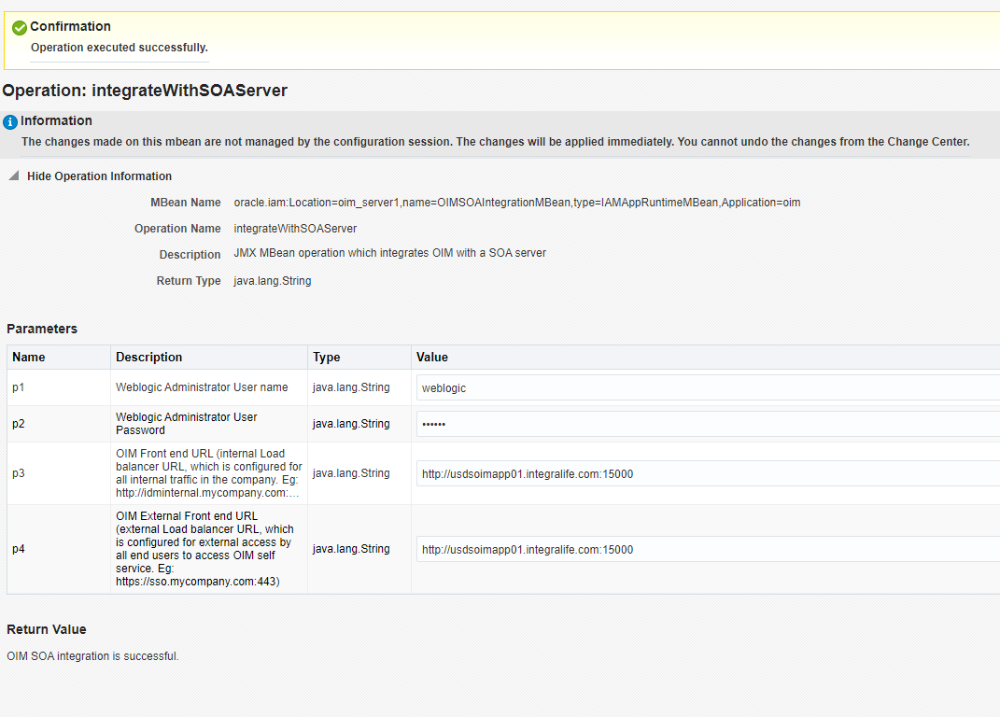 Confirmation
Operation executed successfully.
Operation: integrateWithSOAServer
Information
The changes made on this mbean are not managed by the configuration session. The changes will be applied immediately. You cannot undo the changes from the Change Center.
Hide Operation Information
MBean Name oracle.iam:Location=oim_server1,name=OIMSOAIntegrationMBean,type=IAMAppRuntimeMBean,Application=oim
Operation Name integrateWithSOAServer
Description JMX MBean operation which integrates OIM with a SOA server
Return Type java.lang.String
Parameters
Name Description Type Value
p1 Weblogic Administrator User name java.lang.String weblogic
p2 Weblogic Administrator User
Password java.lang.String ••••••
p3 OIM Front end URL (internal Load
balancer URL, which is configured for
all internal traffic in the company. Eg:
http://idminternal.mycompany.com:... java.lang.String http://usdsoimapp01.integralife.com:15000
p4 OIM External Front end URL
(external Load balancer URL, which
is configured for external access by
all end users to access OIM self
service. Eg:
https://sso.mycompany.com:443) java.lang.String http://usdsoimapp01.integralife.com:15000
Return Value
OIM SOA integration is successful.